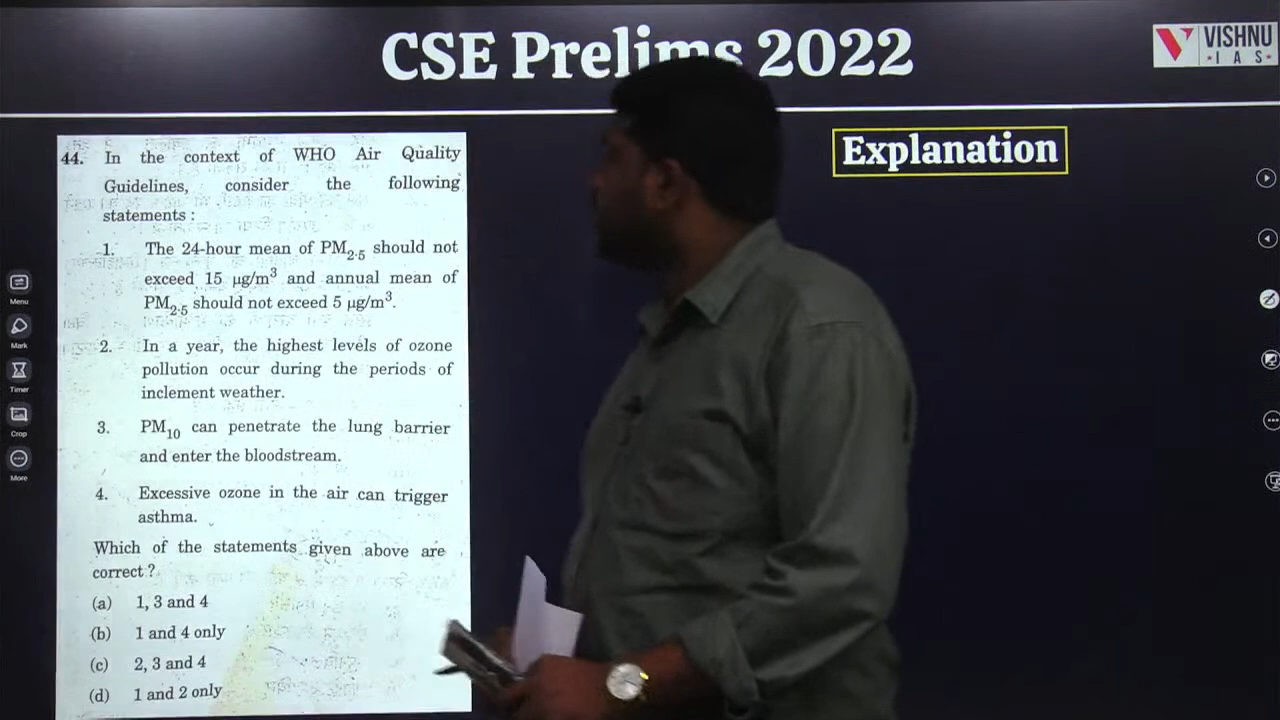 CSE Prelims 2022
VISHNU
I A S
Explanation
44. In the context of WHO Air Quality
Guidelines, consider the following
statements :
1. The 24-hour mean of PM2·5 should not
exceed 15 µg/m³ and annual mean of
PM2·5 should not exceed 5 µg/m³.
2. In a year, the highest levels of ozone
pollution occur during the periods of
inclement weather.
3. PM10 can penetrate the lung barrier
and enter the bloodstream.
4. Excessive ozone in the air can trigger
asthma.
Which of the statements given above are
correct ?
(a) 1, 3 and 4
(b) 1 and 4 only
(c) 2, 3 and 4
(d) 1 and 2 only
Menu
Mark
Timer
Crop
More